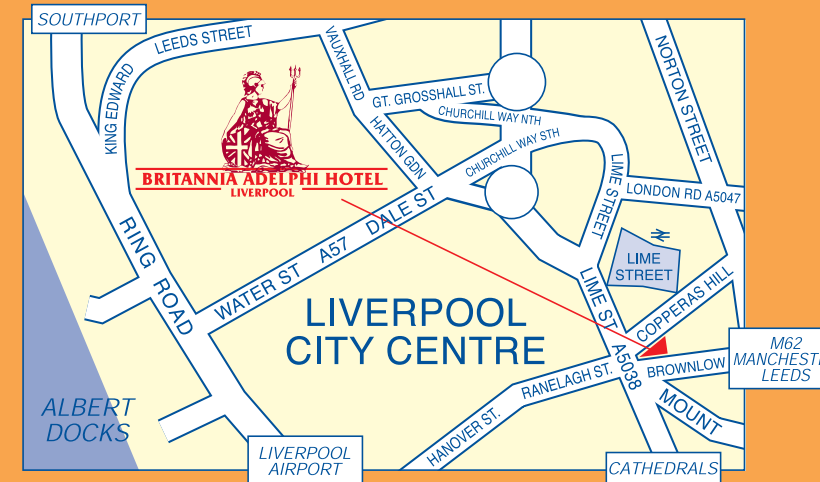 SOUTHPORT
LEEDS STREET
KING EDWARD
VAUXHALL RD
GT. GROSSHALL ST.
CHURCHILL WAY NTH
CHURCHILL WAY STH
HATTON GDN
NORTON STREET
LIME STREET
LONDON RD A5047
BRITANNIA ADELPHI HOTEL
LIVERPOOL
RING ROAD
WATER ST A57 DALE ST
LIME
STREET
LIME ST A5038
COPPERAS HILL
LIVERPOOL
CITY CENTRE
M62
MANCHESTE
LEEDS
BROWNLOW
MOUNT
RANELAGH ST.
HANOVER ST.
ALBERT
DOCKS
LIVERPOOL
AIRPORT
CATHEDRALS